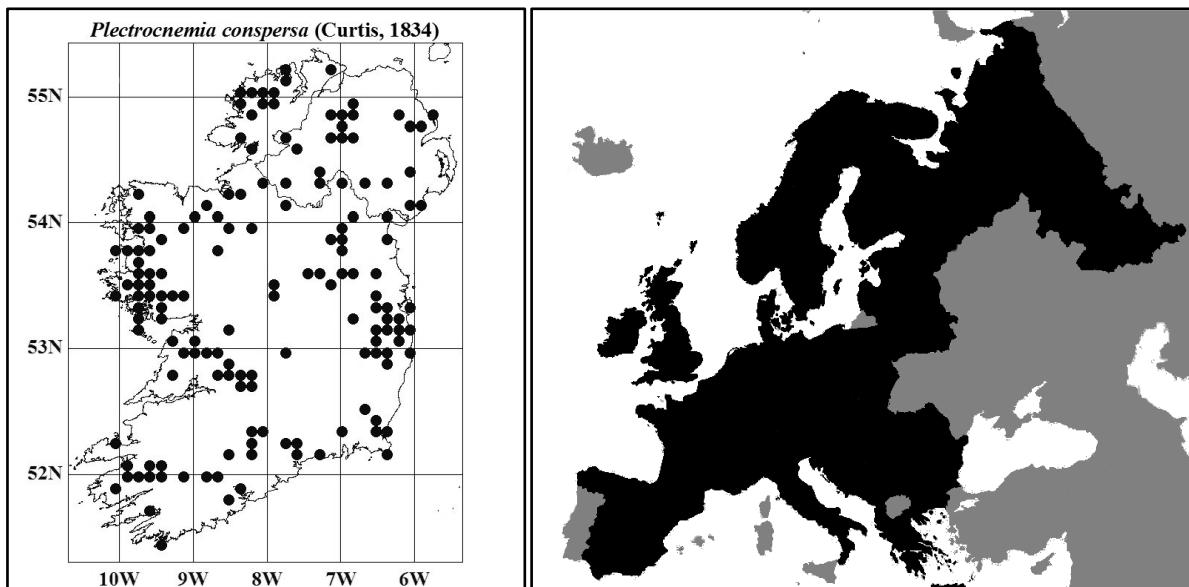 Plectrocnemia conspersa (Curtis, 1834)
55N
54N
53N
52N
10W 9W 8W 7W 6W